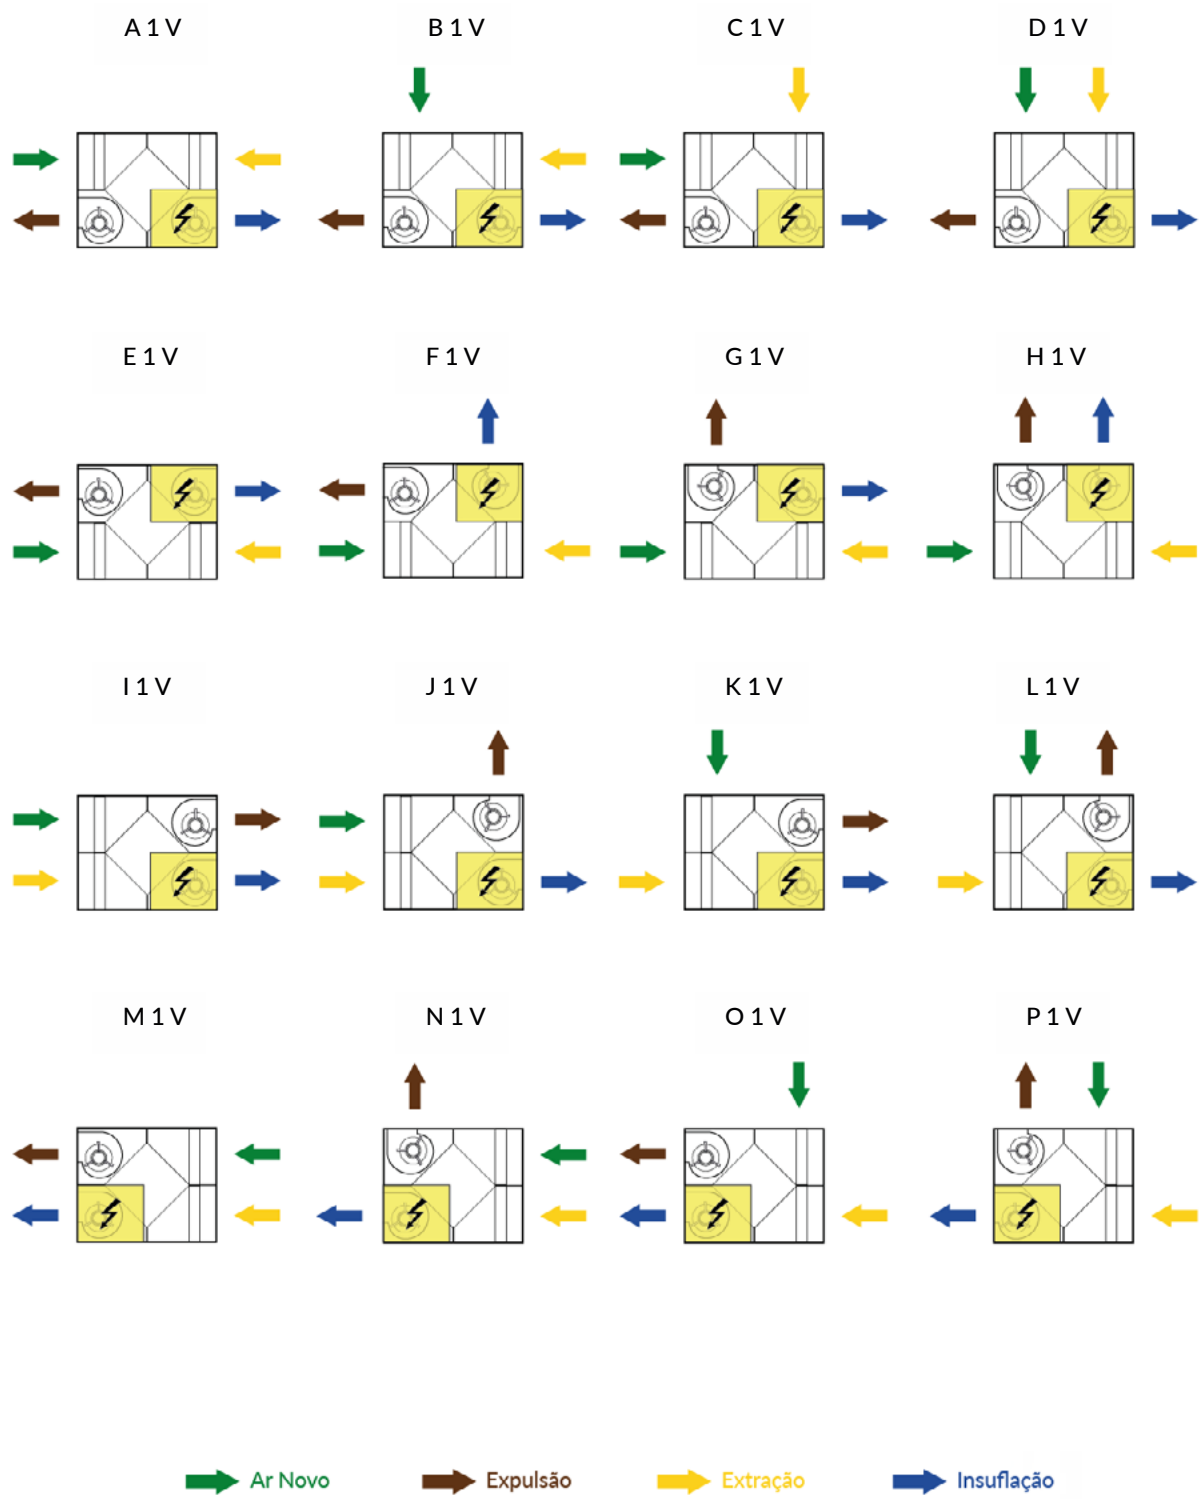 A 1 V
B 1 V
C 1 V
D 1 V
E 1 V
F 1 V
G 1 V
H 1 V
I 1 V
J 1 V
K 1 V
L 1 V
M 1 V
N 1 V
O 1 V
P 1 V
Ar Novo
Expulsão
Extração
Insuflação